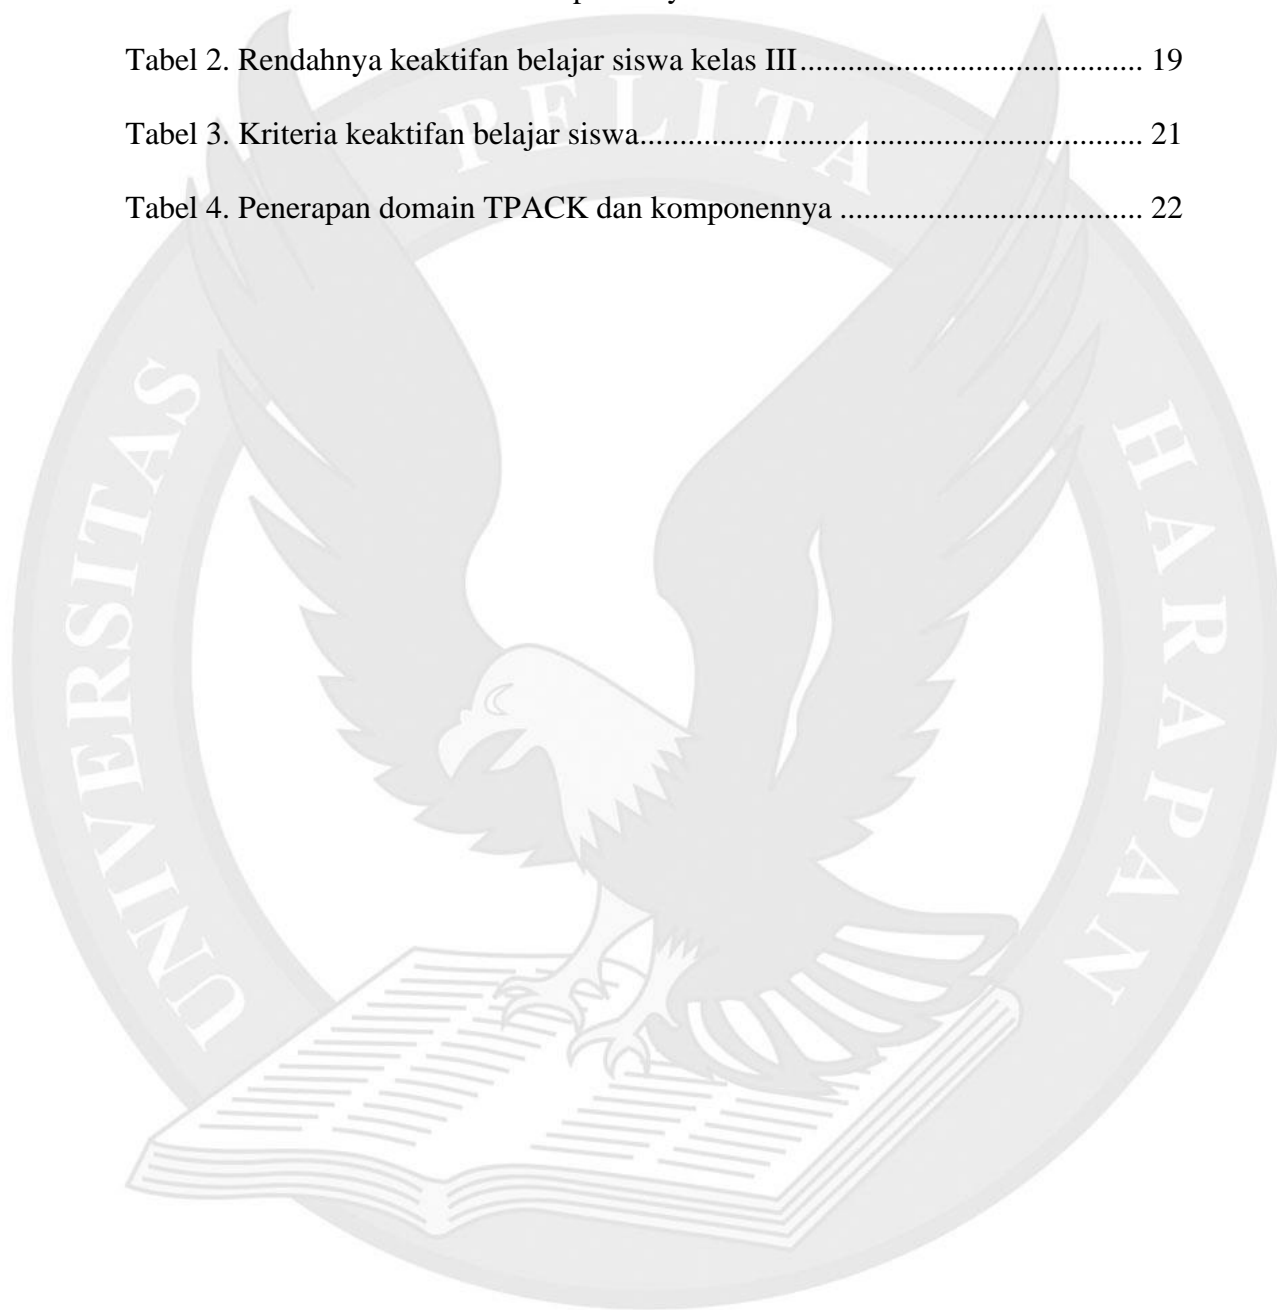 Tabel 2. Rendahnya keaktifan belajar siswa kelas III........................................... 19
Tabel 3. Kriteria keaktifan belajar siswa............................................................... 21
Tabel 4. Penerapan domain TPACK dan komponennya ...................................... 22
UNIVERSITAS PELITA HARAPAN